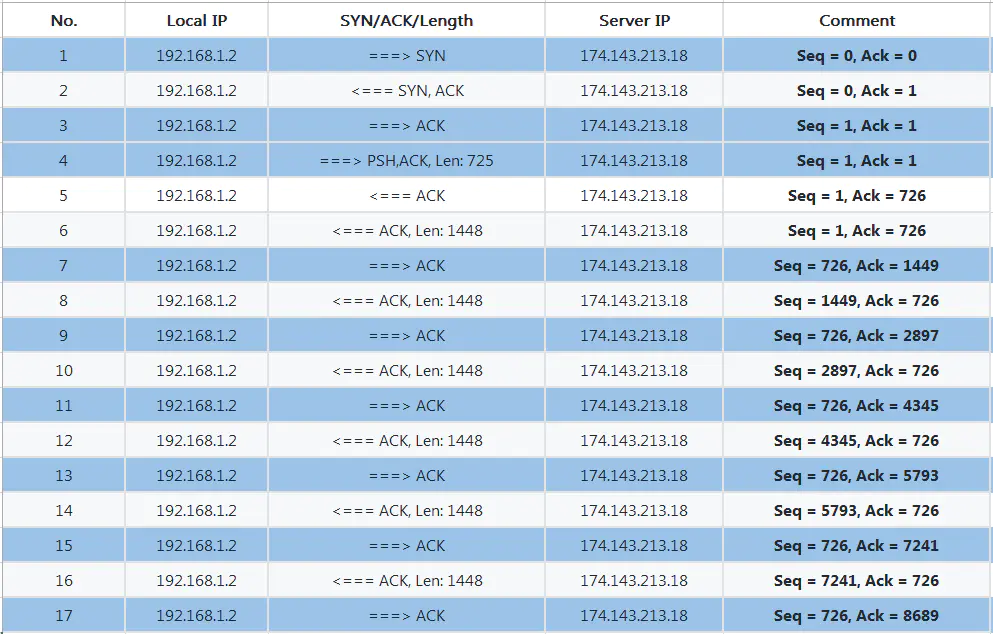 No. Local IP SYN/ACK/Length Server IP Comment
1 192.168.1.2 ===> SYN 174.143.213.18 Seq = 0, Ack = 0
2 192.168.1.2 <=== SYN, ACK 174.143.213.18 Seq = 0, Ack = 1
3 192.168.1.2 ===> ACK 174.143.213.18 Seq = 1, Ack = 1
4 192.168.1.2 ===> PSH,ACK, Len: 725 174.143.213.18 Seq = 1, Ack = 1
5 192.168.1.2 <=== ACK 174.143.213.18 Seq = 1, Ack = 726
6 192.168.1.2 <=== ACK, Len: 1448 174.143.213.18 Seq = 1, Ack = 726
7 192.168.1.2 ===> ACK 174.143.213.18 Seq = 726, Ack = 1449
8 192.168.1.2 <=== ACK, Len: 1448 174.143.213.18 Seq = 1449, Ack = 726
9 192.168.1.2 ===> ACK 174.143.213.18 Seq = 726, Ack = 2897
10 192.168.1.2 <=== ACK, Len: 1448 174.143.213.18 Seq = 2897, Ack = 726
11 192.168.1.2 ===> ACK 174.143.213.18 Seq = 726, Ack = 4345
12 192.168.1.2 <=== ACK, Len: 1448 174.143.213.18 Seq = 4345, Ack = 726
13 192.168.1.2 ===> ACK 174.143.213.18 Seq = 726, Ack = 5793
14 192.168.1.2 <=== ACK, Len: 1448 174.143.213.18 Seq = 5793, Ack = 726
15 192.168.1.2 ===> ACK 174.143.213.18 Seq = 726, Ack = 7241
16 192.168.1.2 <=== ACK, Len: 1448 174.143.213.18 Seq = 7241, Ack = 726
17 192.168.1.2 ===> ACK 174.143.213.18 Seq = 726, Ack = 8689